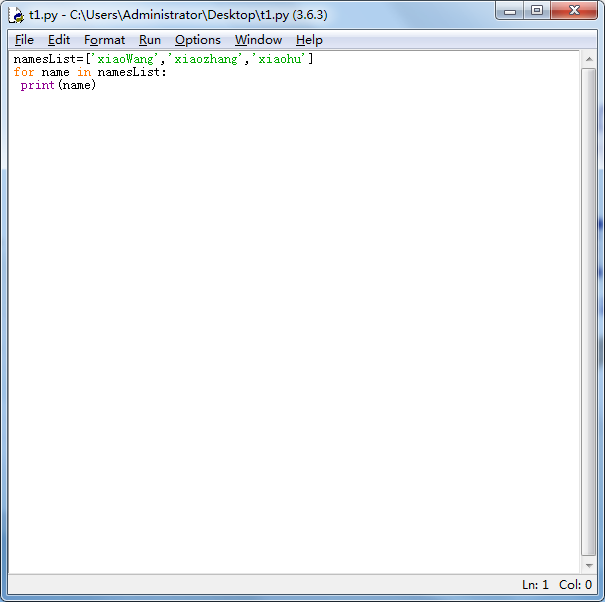 t1.py - C:\Users\Administrator\Desktop\t1.py (3.6.3)
File Edit Format Run Options Window Help
namesList=['xiaoWang','xiaozhang','xiaohu']
for name in namesList:
 print(name)
Ln: 1 Col: 0